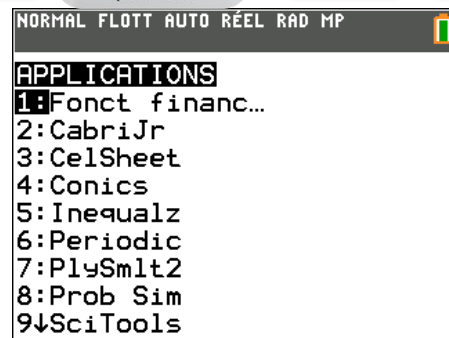 NORMAL FLOTT AUTO RÉEL RAD MP
APPLICATIONS
1:Fonct financ…
2:CabriJr
3:CelSheet
4:Conics
5:Inequalz
6:Periodic
7:PlySmlt2
8:Prob Sim
9↓SciTools